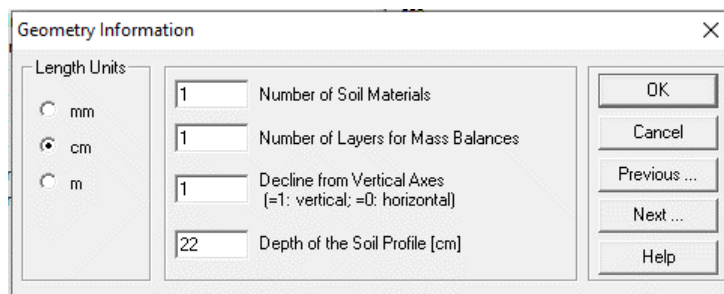 Geometry Information
Length Units
mm
cm
m
1 Number of Soil Materials
1 Number of Layers for Mass Balances
1 Decline from Vertical Axes
(=1: vertical; =0: horizontal)
22 Depth of the Soil Profile [cm]
OK
Cancel
Previous ...
Next ...
Help